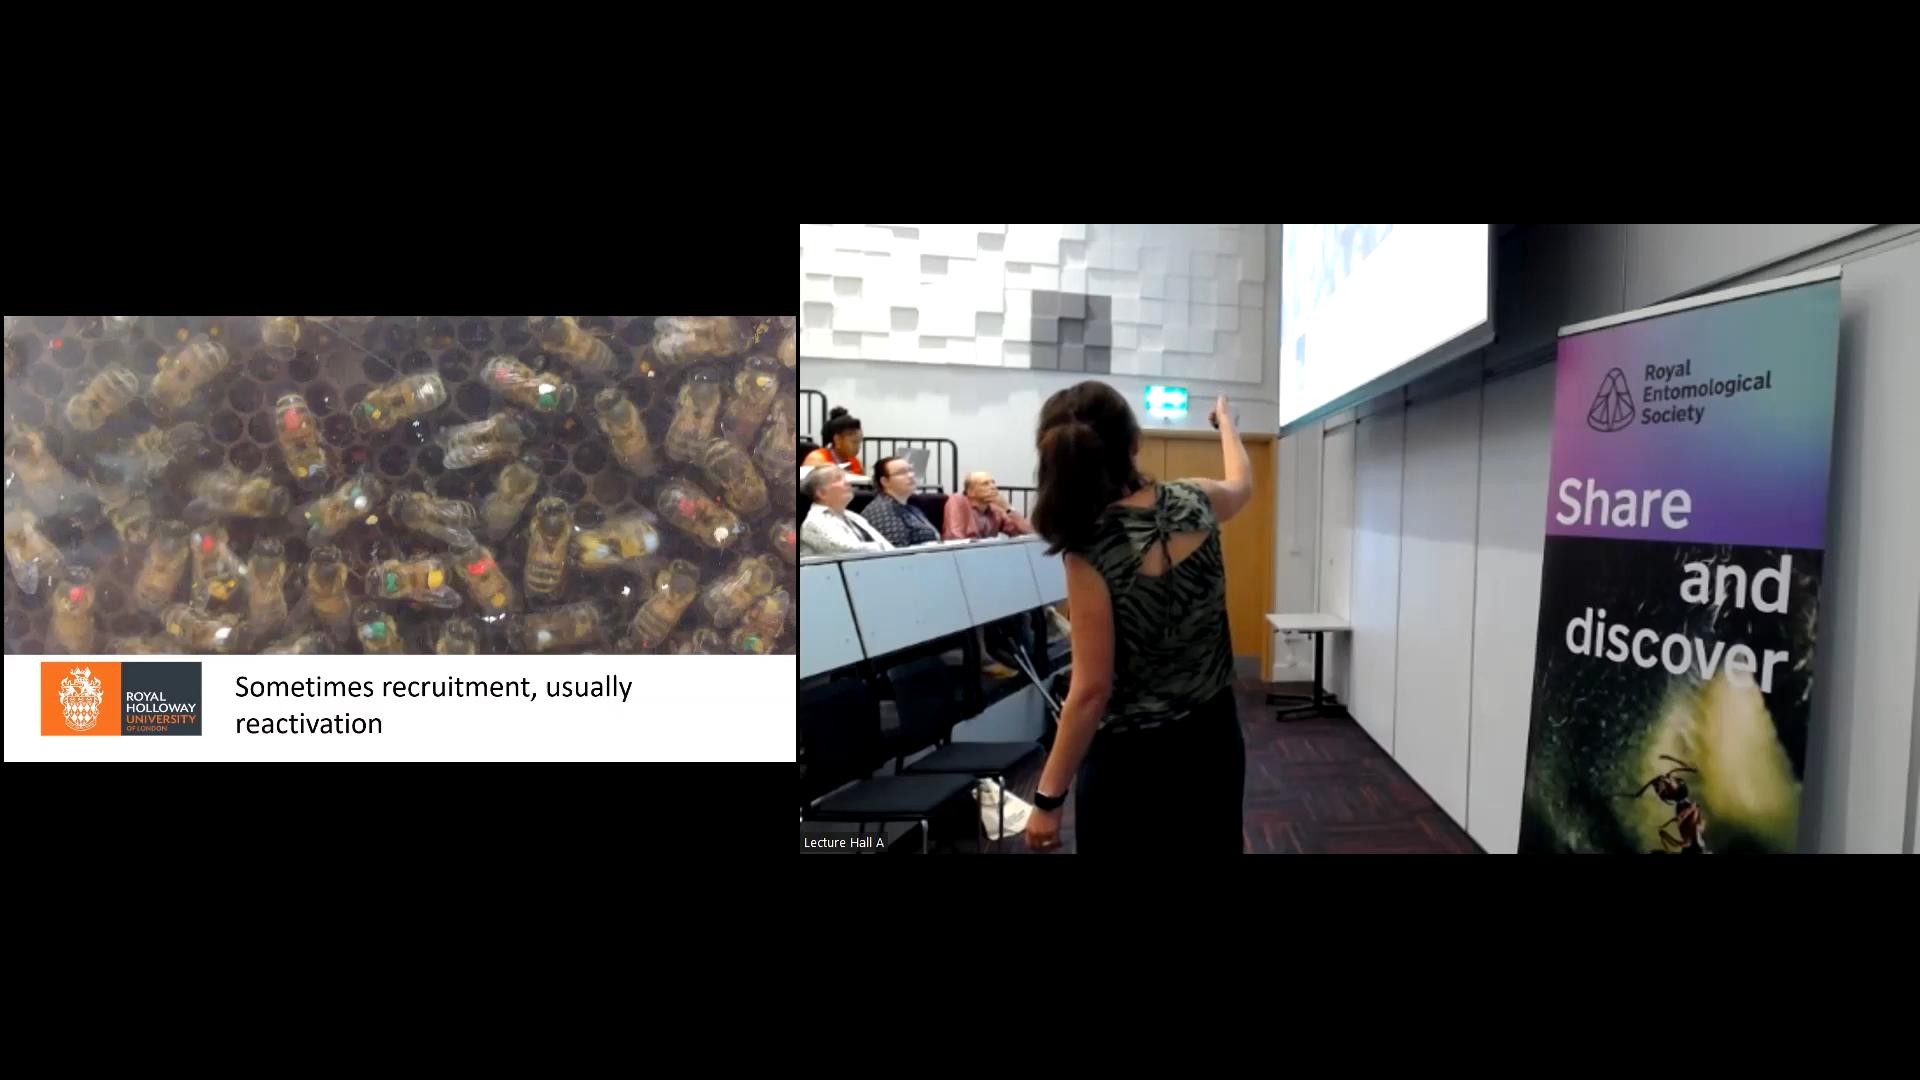 ROYAL
HOLLOWAY
UNIVERSITY
OF LONDON
Sometimes recruitment, usually
reactivation
Royal
Entomological
Society
Share
and
discover
Lecture Hall A